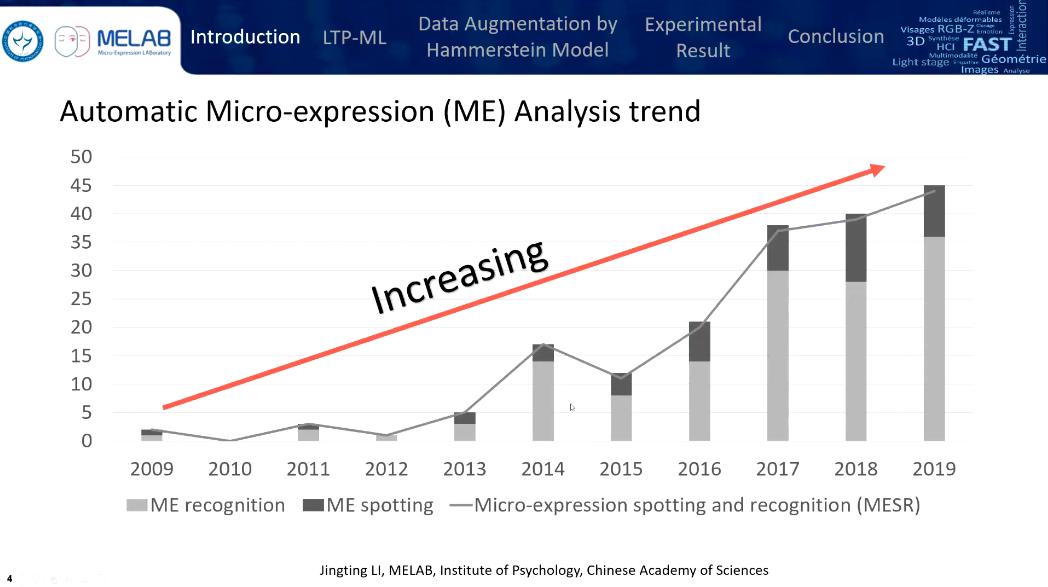 MELAB
Micro-Expression LABoratory
Introduction
LTP-ML
Data Augmentation by
Hammerstein Model
Experimental
Result
Conclusion
Réalisme
Modèles déformables
Visages RGB-Z Emotion
3D Synthèse
HCI FAST
Multimodalité
Géométrie
Light stage
Images Analyse
Expression
Interaction
Automatic Micro-expression (ME) Analysis trend
50
45
40
35
30
25
20
15
10
5
0
Increasing
2009 2010 2011 2012 2013 2014 2015 2016 2017 2018 2019
ME recognition ME spotting Micro-expression spotting and recognition (MESR)
Jingting LI, MELAB, Institute of Psychology, Chinese Academy of Sciences
4